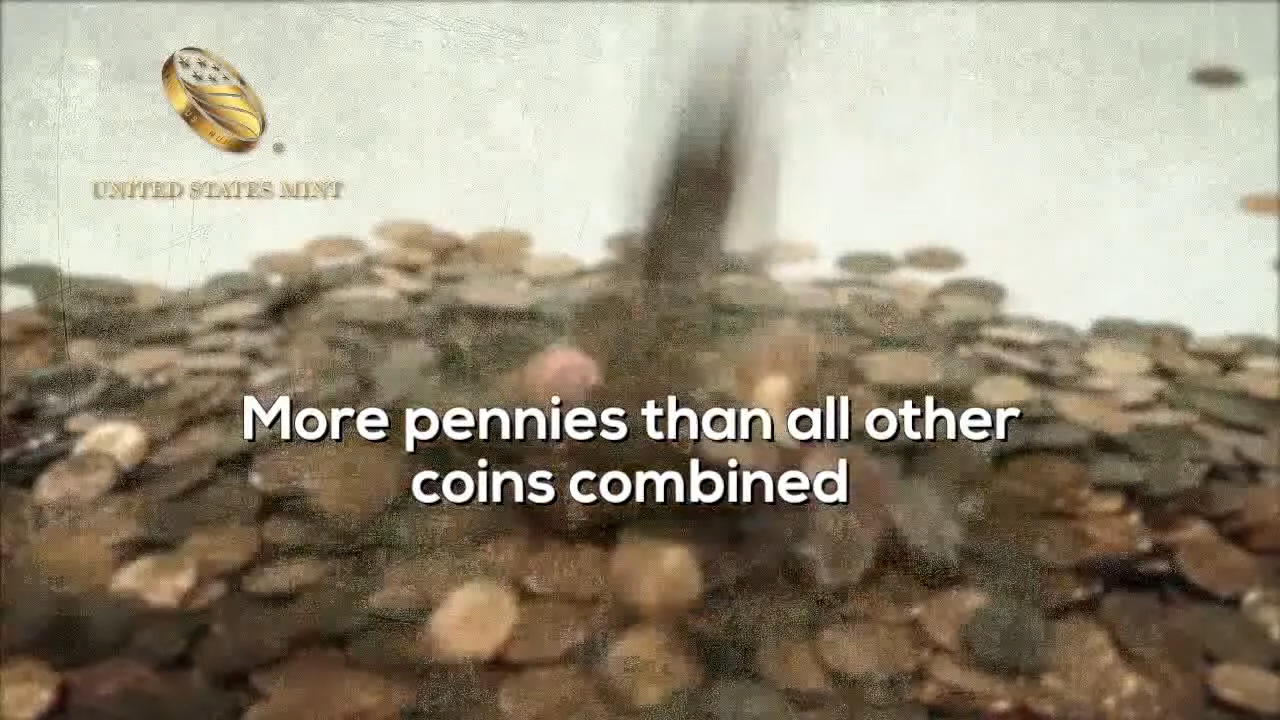 UNITED STATES MINT
More pennies than all other
coins combined